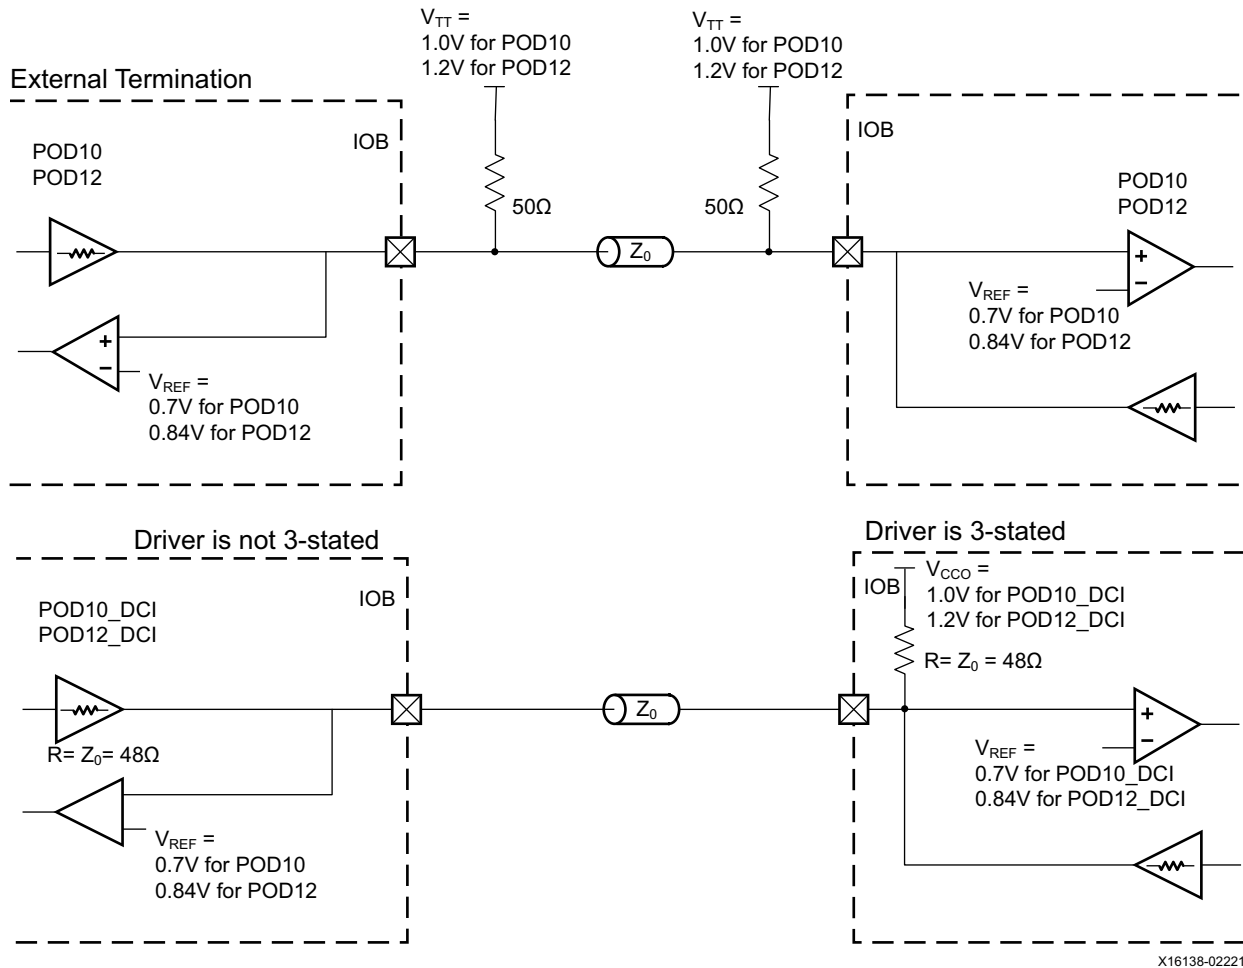 V_TT =
1.0V for POD10
1.2V for POD12
V_TT =
1.0V for POD10
1.2V for POD12
External Termination
IOB
IOB
POD10
POD12
50Ω
50Ω
POD10
POD12
Z_0
+
−
V_REF =
0.7V for POD10
0.84V for POD12
+
−
V_REF =
0.7V for POD10
0.84V for POD12
Driver is not 3-stated
Driver is 3-stated
IOB
IOB
V_CCO =
1.0V for POD10_DCI
1.2V for POD12_DCI
POD10_DCI
POD12_DCI
R= Z_0 = 48Ω
Z_0
+
−
R= Z_0= 48Ω
V_REF =
0.7V for POD10_DCI
0.84V for POD12_DCI
V_REF =
0.7V for POD10
0.84V for POD12
X16138-02221